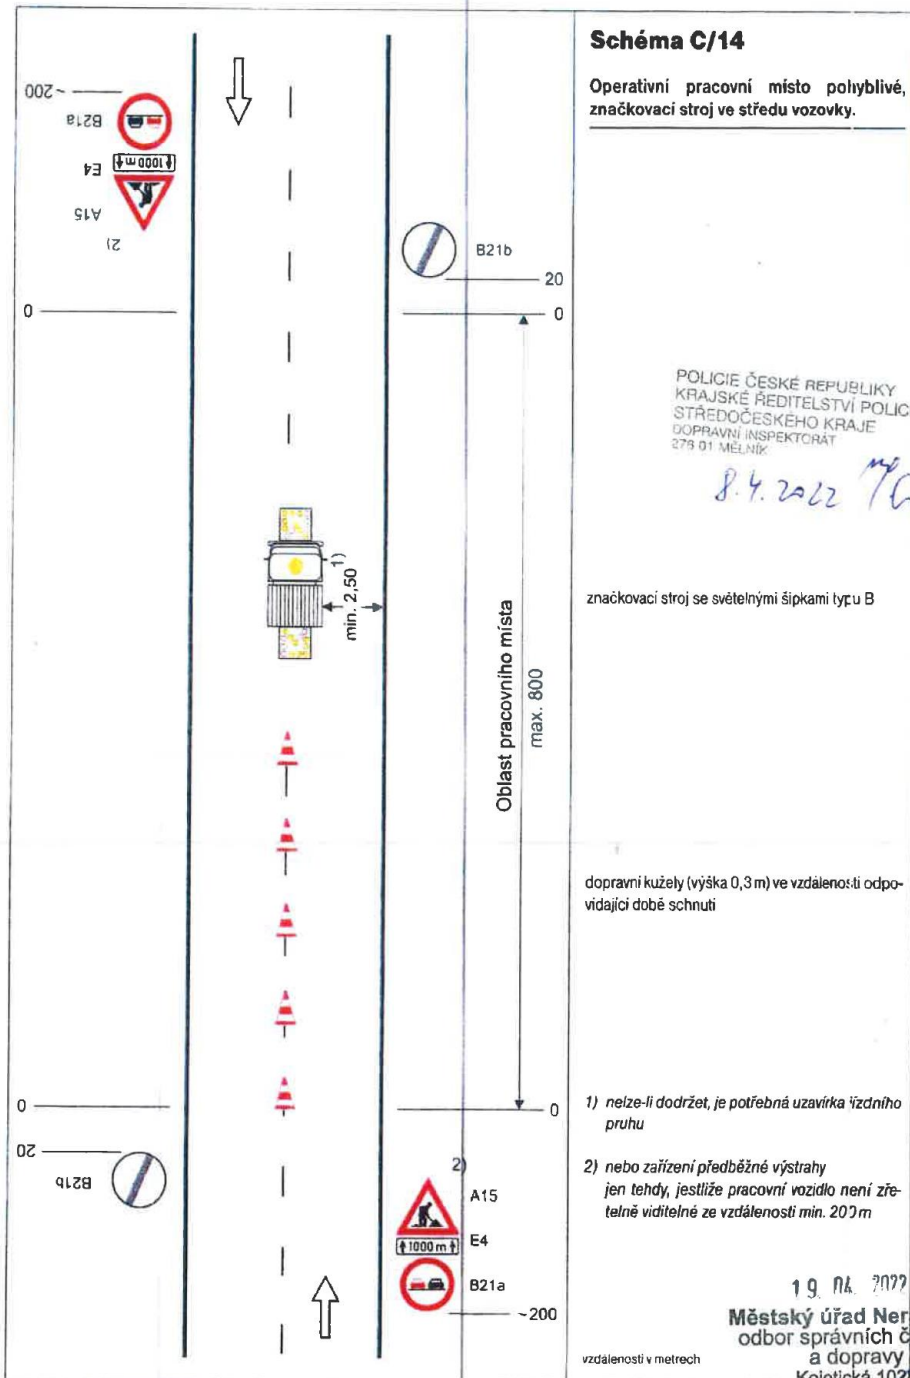 Schéma C/14
Operativní pracovní místo pohyblivé,
značkovací stroj ve středu vozovky.
~200
B21a
1000 m
E4
A15
2)
B21b
20
0
0
POLICIE ČESKÉ REPUBLIKY
KRAJSKÉ ŘEDITELSTVÍ POLIC
STŘEDOČESKÉHO KRAJE
DOPRAVNÍ INSPEKTORÁT
276 01 MĚLNÍK
8.4.2022
1)
min. 2,50
značkovací stroj se světelnými šipkami typu B
Oblast pracovního místa
max. 800
dopravní kužely (výška 0,3 m) ve vzdálenosti odpo-
vídající době schnutí
0
0
1) nelze-li dodržet, je potřebná uzavírka jízdního
pruhu
20
B21b
2)
2) nebo zařízení předběžné výstrahy
jen tehdy, jestliže pracovní vozidlo není zře-
telně viditelné ze vzdálenosti min. 200 m
A15
1000 m
E4
B21a
~200
19. 04. 2022
Městský úřad Ner
odbor správních č
a dopravy
vzdálenosti v metrech